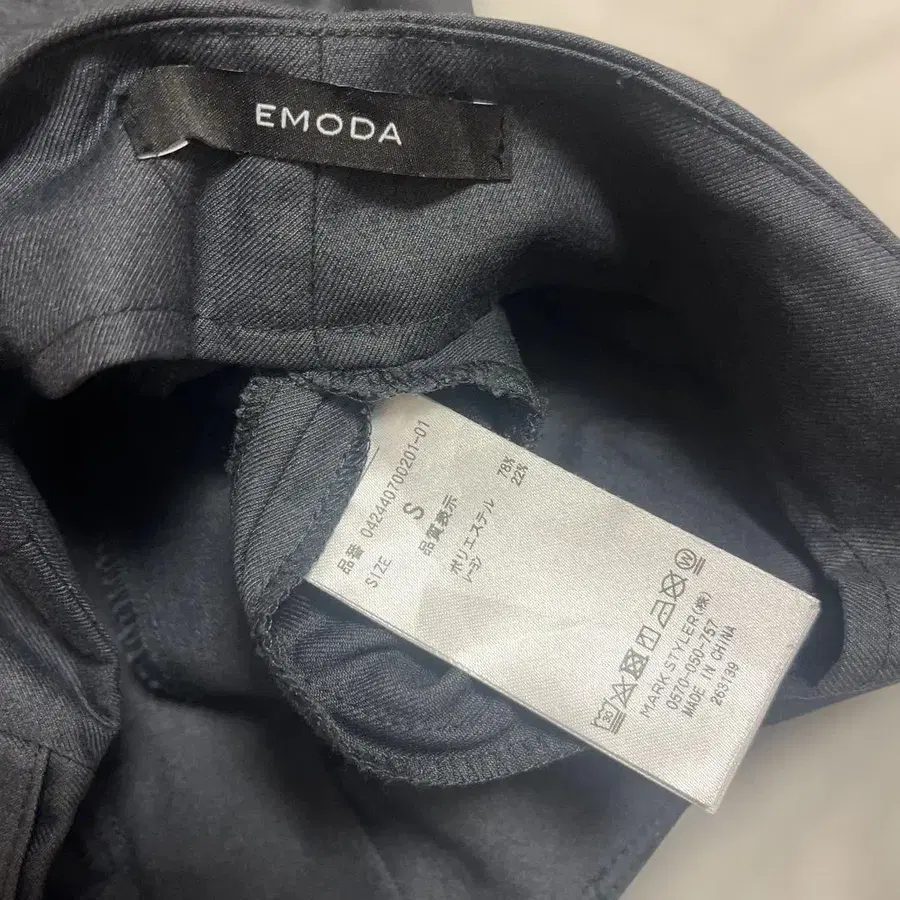 EMODA
品番 042440700201-01
SIZE S
品質表示
ポリエステル 78%
レーヨン 22%
MARK STYLER(株)
0570-050-757
MADE IN CHINA
26S139